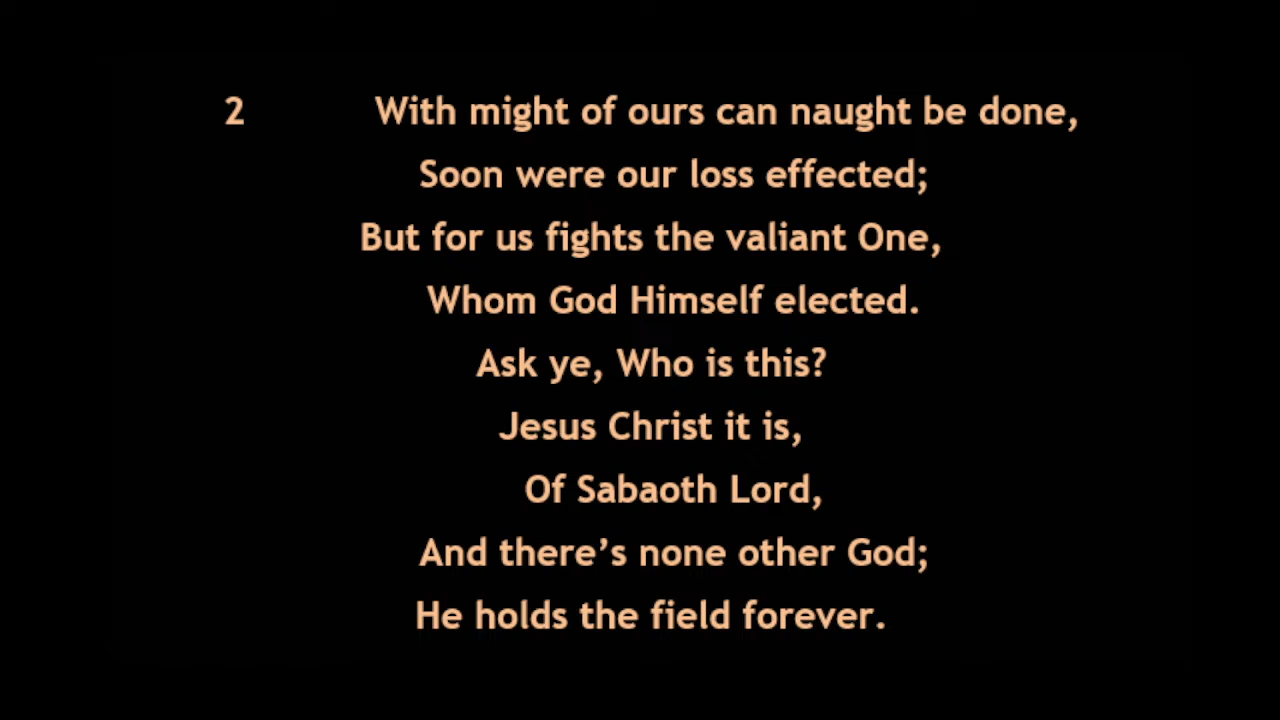 2 With might of ours can naught be done,
Soon were our loss effected;
But for us fights the valiant One,
Whom God Himself elected.
Ask ye, Who is this?
Jesus Christ it is,
Of Sabaoth Lord,
And there’s none other God;
He holds the field forever.